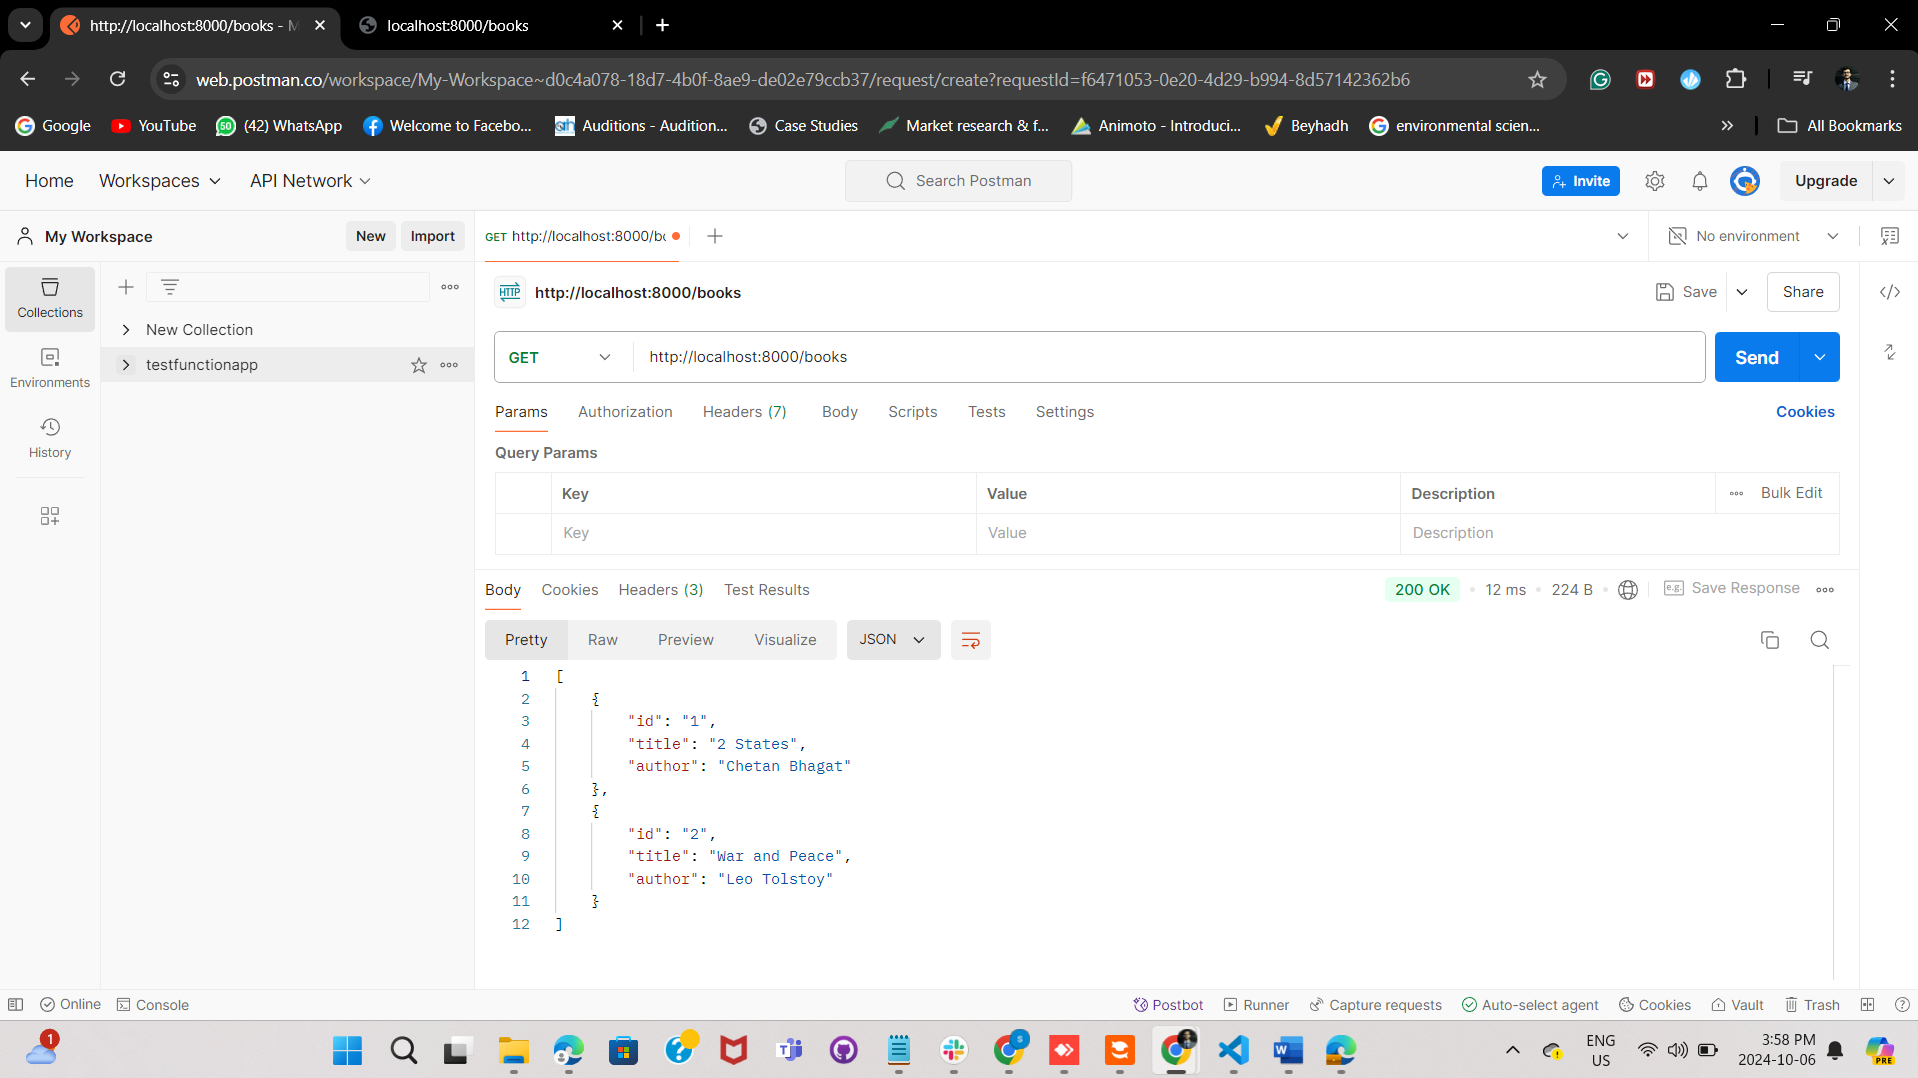 http://localhost:8000/books - M
localhost:8000/books
web.postman.co/workspace/My-Workspace~d0c4a078-18d7-4b0f-8ae9-de02e79ccb37/request/create?requestId=f6471053-0e20-4d29-b994-8d57142362b6
Google YouTube 50 (42) WhatsApp Welcome to Facebo... Auditions - Audition... Case Studies Market research & f... Animoto - Introduci... Beyhadh environmental scien... All Bookmarks
Home Workspaces API Network Search Postman Invite Upgrade
My Workspace New Import GET http://localhost:8000/bo No environment
Collections
HTTP http://localhost:8000/books Save Share
New Collection
testfunctionapp
GET http://localhost:8000/books Send
Environments
History
Params Authorization Headers (7) Body Scripts Tests Settings Cookies
Query Params
Key Value Description Bulk Edit
Key Value Description
Body Cookies Headers (3) Test Results 200 OK 12 ms 224 B e.g. Save Response
Pretty Raw Preview Visualize JSON
1 [
2 {
3 "id": "1",
4 "title": "2 States",
5 "author": "Chetan Bhagat"
6 },
7 {
8 "id": "2",
9 "title": "War and Peace",
10 "author": "Leo Tolstoy"
11 }
12 ]
Online Console Postbot Runner Capture requests Auto-select agent Cookies Vault Trash
1
S
PRE
ENG
US
3:58 PM
2024-10-06